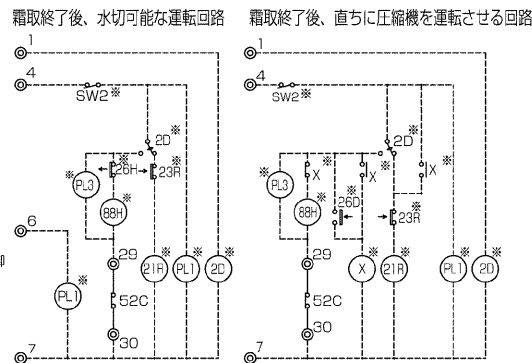 霜取終了後、水切可能な運転回路
1
4
SW2※
※
2D
※
※
26H
23R
※
PL3
※
88H
6
29
※
PL1
※
21R
※
PL1
※
2D
52C
30
7
霜取終了後、直ちに圧縮機を運転させる回路
1
4
SW2※
※
2D
※
X
※
X
※
X
※
PL3
※
26D
※
23R
※
88H
29
※
X
※
21R
※
PL1
※
2D
52C
30
7